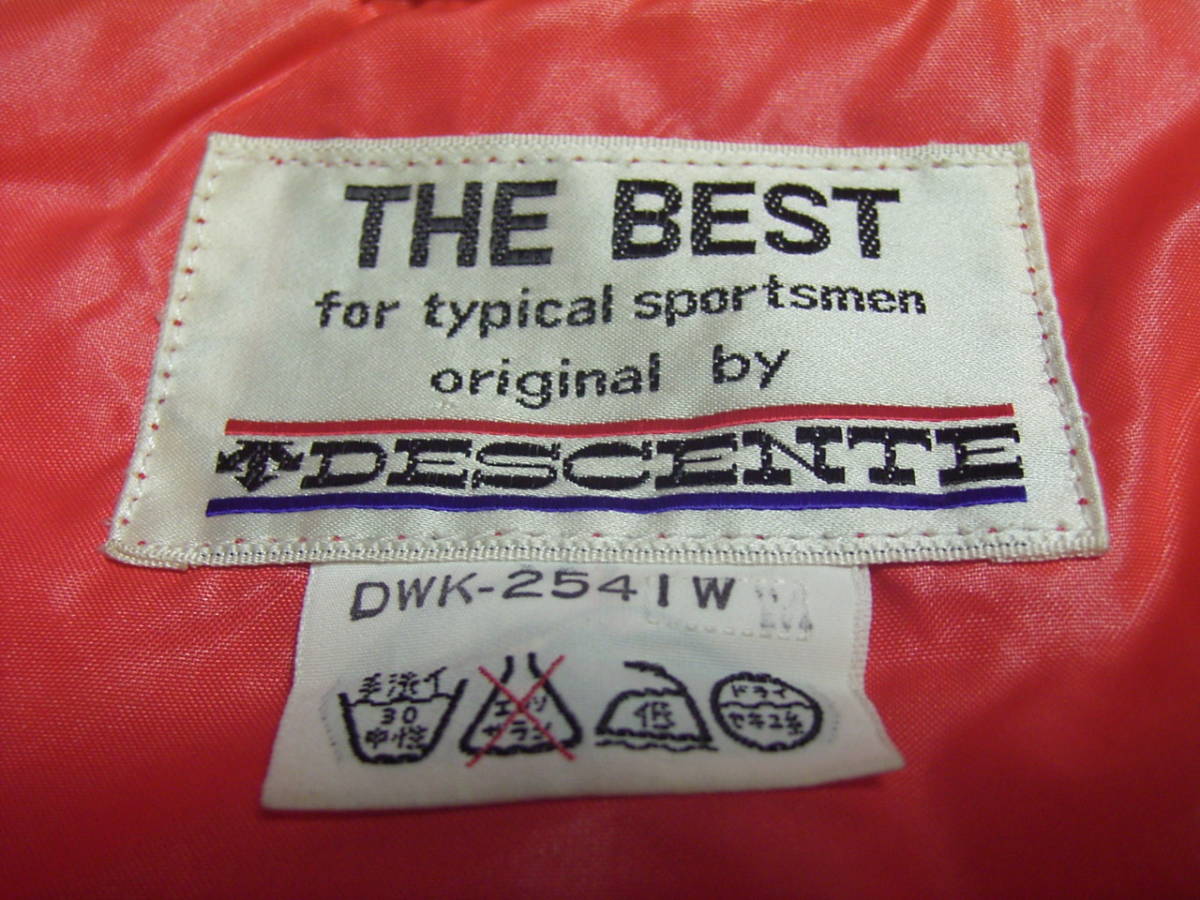 THE BEST
for typical sportsmen
original by
DESCENTE
DWK-2541W
手洗イ
30
中性
エンソ
サラシ
低
ドライ
セキユ系